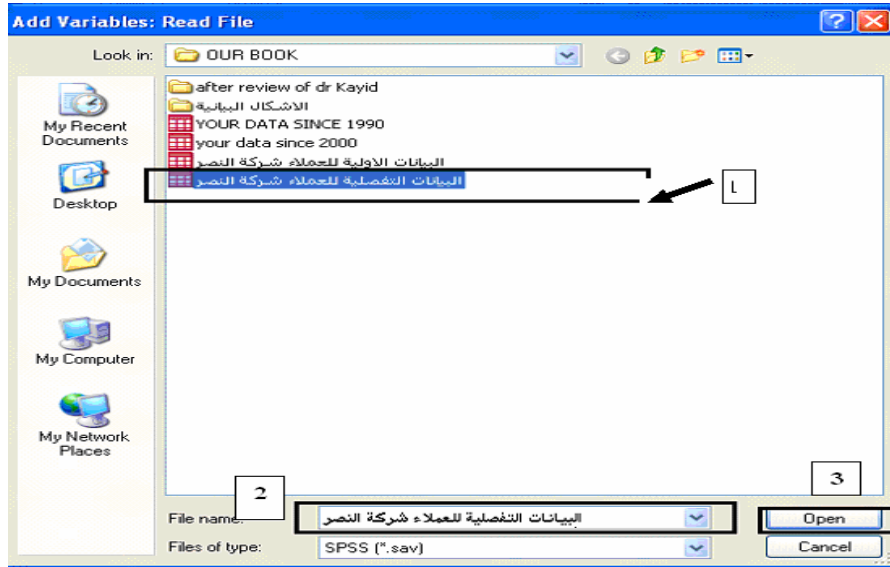 Add Variables: Read File
Look in: OUR BOOK
My Recent Documents
Desktop
My Documents
My Computer
My Network Places
after review of dr Kayid
الاشكال البيانية
YOUR DATA SINCE 1990
your data since 2000
البيانات الاولية للعملاء شركة النصر
البيانات التفصلية للعملاء شركة النصر
1
2
3
File name: البيانات التفصلية للعملاء شركة النصر
Open
Files of type: SPSS (*.sav)
Cancel